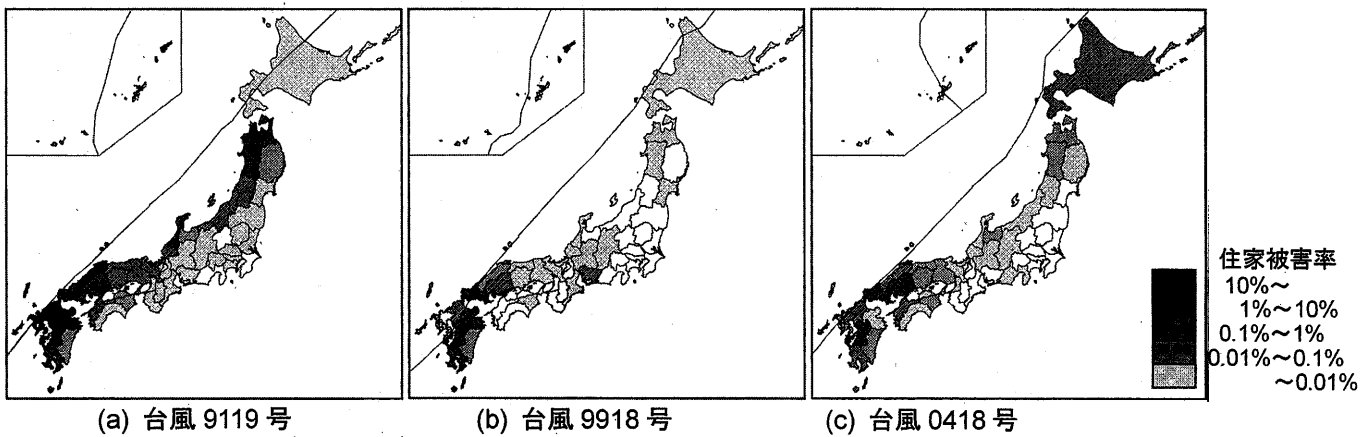 住家被害率
10%～
1%～10%
0.1%～1%
0.01%～0.1%
～0.01%
(a) 台風 9119 号
(b) 台風 9918 号
(c) 台風 0418 号